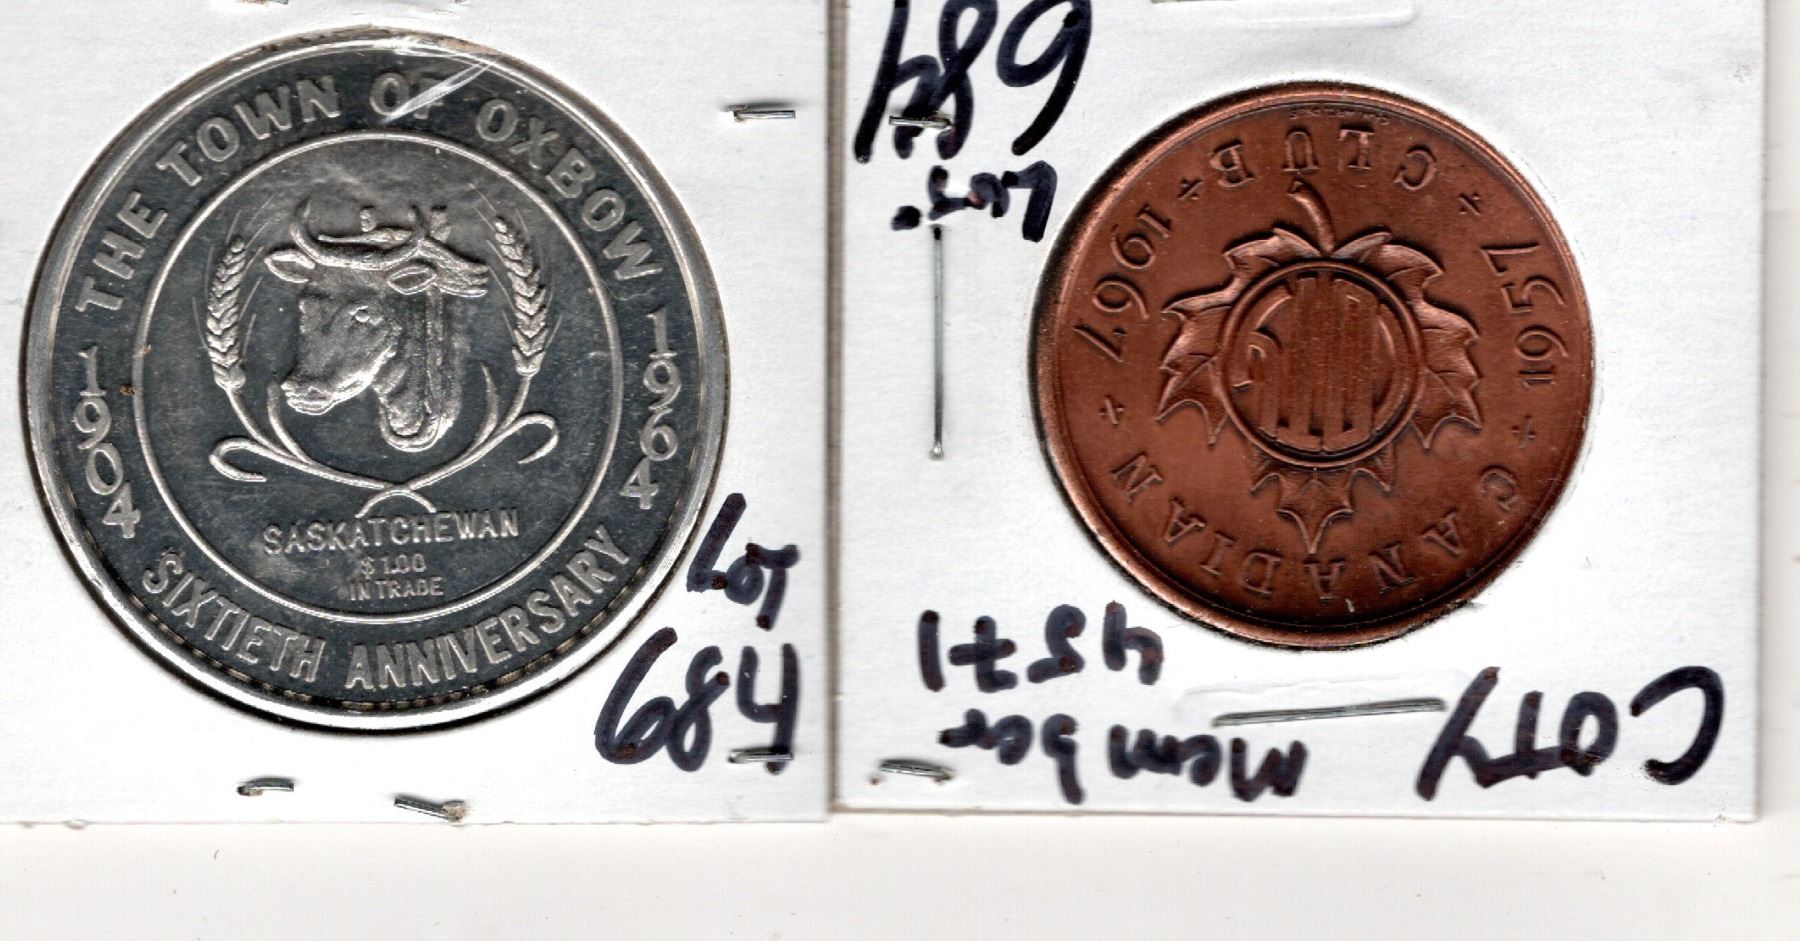 THE TOWN OF OXBOW
1904
1964
SASKATCHEWAN
$1.00
IN TRADE
SIXTIETH ANNIVERSARY
LOT
684
COTY
Member
4571
CANADIAN
CLUB
1957
1967
LOT
684